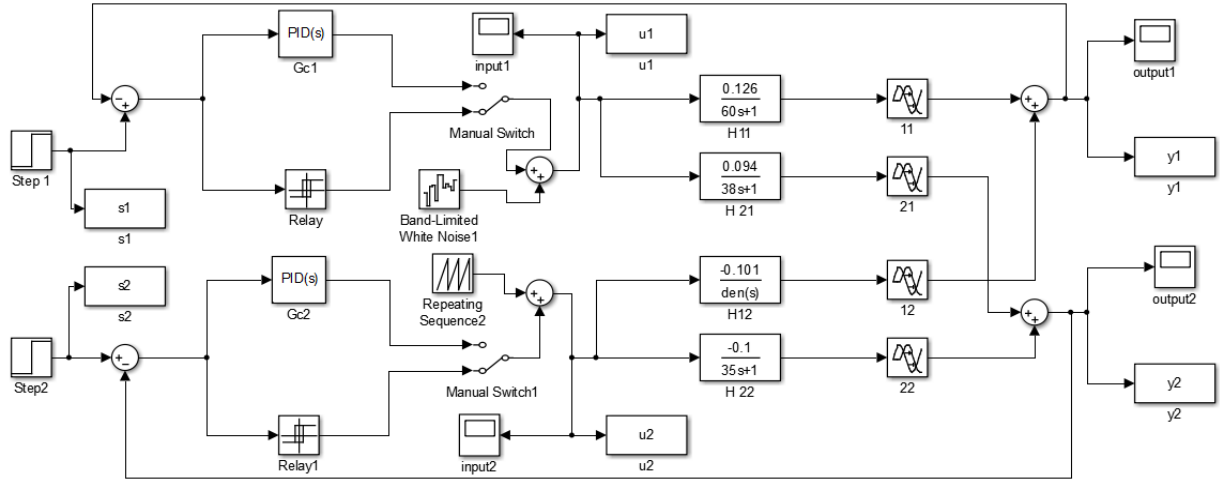 PID(s)
Gc1
input1
u1
u1
output1
0.126
60s+1
H11
11
Manual Switch
Step 1
s1
s1
Relay
Band-Limited
White Noise1
0.094
38s+1
H 21
21
y1
y1
s2
s2
PID(s)
Gc2
Repeating
Sequence2
-0.101
den(s)
H12
12
output2
Step2
Manual Switch1
-0.1
35s+1
H 22
22
y2
y2
Relay1
input2
u2
u2